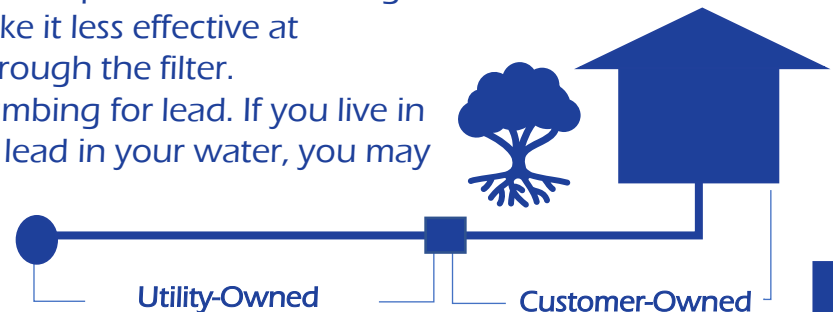 ke it less effective at
rough the filter.
mbing for lead. If you live in
lead in your water, you may
Utility-Owned
Customer-Owned